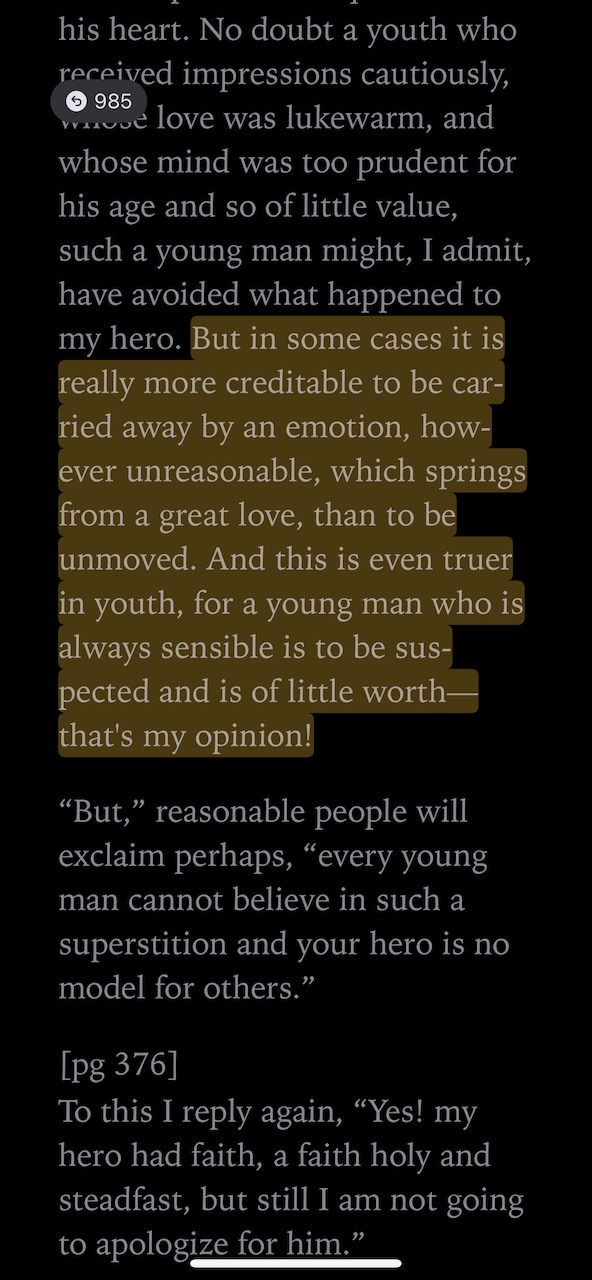 his heart. No doubt a youth who
received impressions cautiously,
985
whose love was lukewarm, and
whose mind was too prudent for
his age and so of little value,
such a young man might, I admit,
have avoided what happened to
my hero. But in some cases it is
really more creditable to be car-
ried away by an emotion, how-
ever unreasonable, which springs
from a great love, than to be
unmoved. And this is even truer
in youth, for a young man who is
always sensible is to be sus-
pected and is of little worth—
that's my opinion!
“But,” reasonable people will
exclaim perhaps, “every young
man cannot believe in such a
superstition and your hero is no
model for others.”
[pg 376]
To this I reply again, “Yes! my
hero had faith, a faith holy and
steadfast, but still I am not going
to apologize for him.”